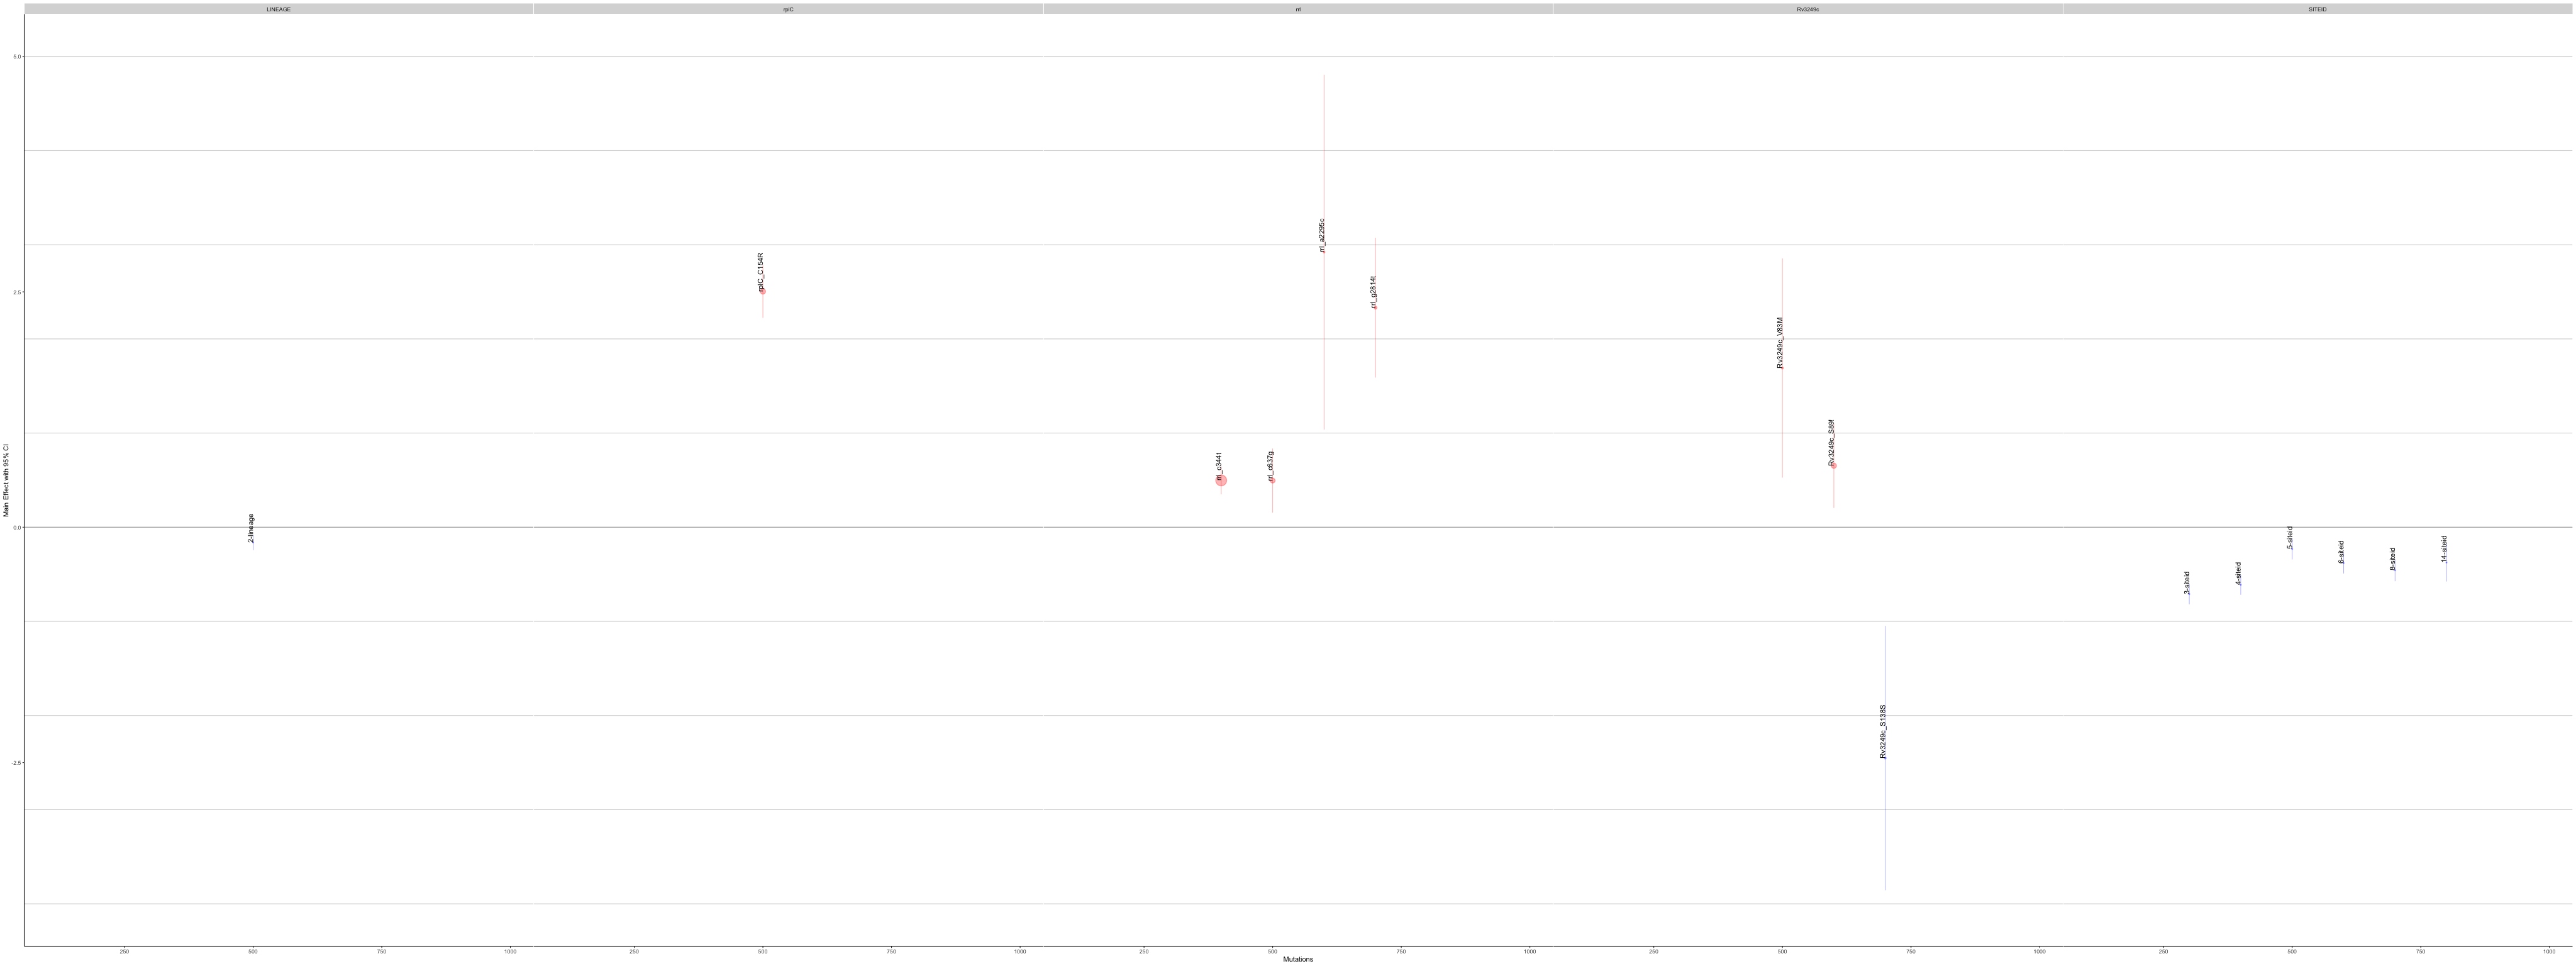 LINEAGE
rplC
rrl
Rv3249c
SITEID
5.0
2.5
0.0
-2.5
Main Effect with 95% CI
2-lineage
rplC_C154R
rrl_c344t
rrl_c637g
rrl_a2295c
rrl_g2814t
Rv3249c_V83M
Rv3249c_S89f
Rv3249c_S138S
3-siteid
4-siteid
5-siteid
6-siteid
8-siteid
14-siteid
250 500 750 1000
250 500 750 1000
250 500 750 1000
250 500 750 1000
250 500 750 1000
Mutations